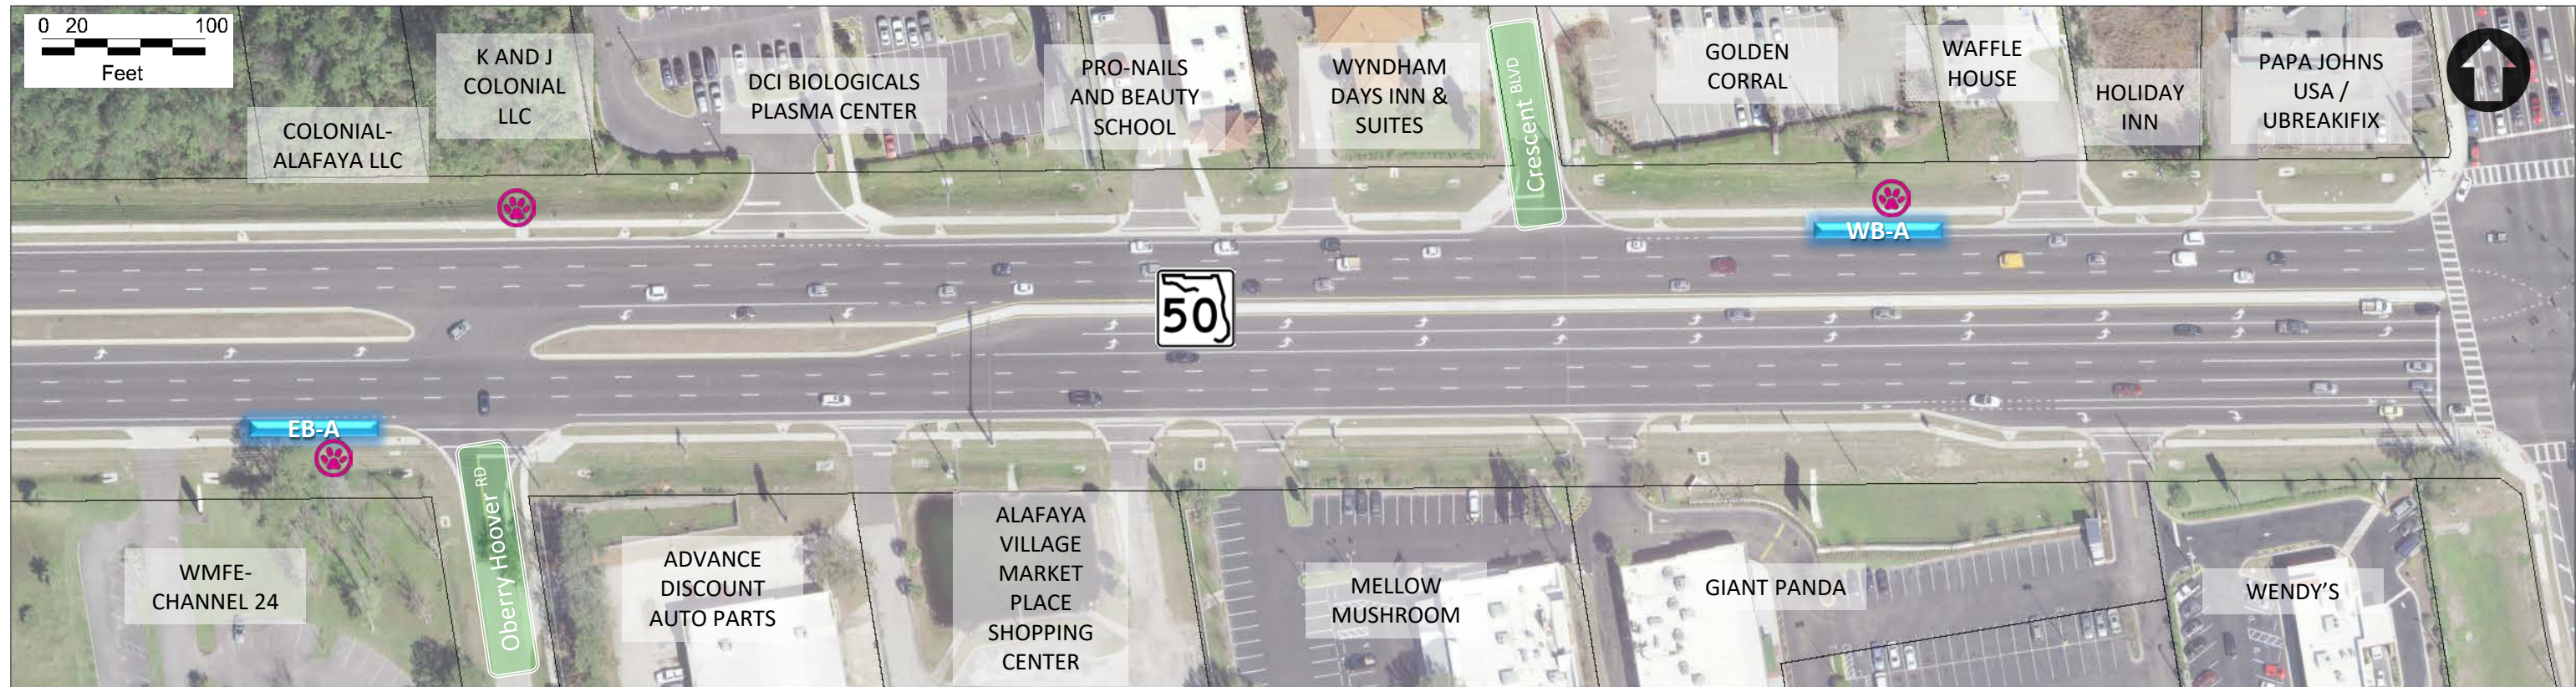 0 20 100
Feet
COLONIAL-
ALAFAYA LLC
K AND J
COLONIAL
LLC
DCI BIOLOGICALS
PLASMA CENTER
PRO-NAILS
AND BEAUTY
SCHOOL
WYNDHAM
DAYS INN &
SUITES
Crescent BLVD
GOLDEN
CORRAL
WAFFLE
HOUSE
HOLIDAY
INN
PAPA JOHNS
USA /
UBREAKIFIX
WB-A
50
EB-A
WMFE-
CHANNEL 24
Oberry Hoover RD
ADVANCE
DISCOUNT
AUTO PARTS
ALAFAYA
VILLAGE
MARKET
PLACE
SHOPPING
CENTER
MELLOW
MUSHROOM
GIANT PANDA
WENDY'S